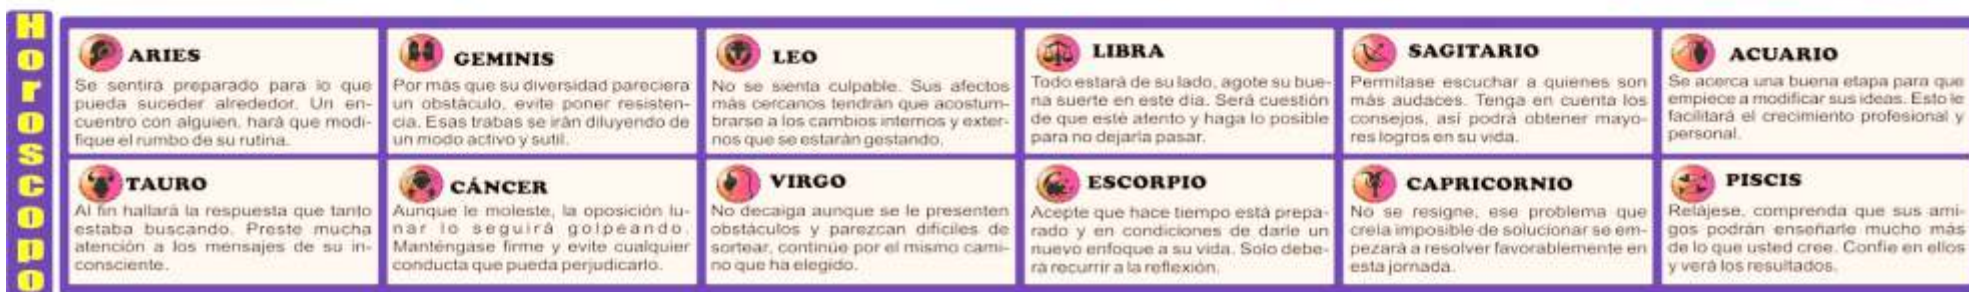 Horóscopo
ARIES
Se sentirá preparado para lo que
pueda suceder alrededor. Un en-
cuentro con alguien, hará que modi-
fique el rumbo de su rutina.
TAURO
Al fin hallará la respuesta que tanto
estaba buscando. Preste mucha
atención a los mensajes de su in-
consciente.
GEMINIS
Por más que su diversidad pareciera
un obstáculo, evite poner resisten-
cia. Esas trabas se irán diluyendo de
un modo activo y sutil.
CÁNCER
Aunque le moleste, la oposición lu-
nar lo seguirá golpeando.
Manténgase firme y evite cualquier
conducta que pueda perjudicarlo.
LEO
No se sienta culpable. Sus afectos
más cercanos tendrán que acostum-
brarse a los cambios internos y exter-
nos que se estarán gestando.
VIRGO
No decaiga aunque se le presenten
obstáculos y parezcan difíciles de
sortear, continúe por el mismo cami-
no que ha elegido.
LIBRA
Todo estará de su lado, agote su bue-
na suerte en este día. Será cuestión
de que esté atento y haga lo posible
para no dejarla pasar.
ESCORPIO
Acepte que hace tiempo está prepa-
rado y en condiciones de darle un
nuevo enfoque a su vida. Solo debe-
rá recurrir a la reflexión.
SAGITARIO
Permítase escuchar a quienes son
más audaces. Tenga en cuenta los
consejos, así podrá obtener mayo-
res logros en su vida.
CAPRICORNIO
No se resigne, ese problema que
creía imposible de solucionar se em-
pezará a resolver favorablemente en
esta jornada.
ACUARIO
Se acerca una buena etapa para que
empiece a modificar sus ideas. Esto le
facilitará el crecimiento profesional y
personal.
PISCIS
Relájese, comprenda que sus ami-
gos podrán enseñarle mucho más
de lo que usted cree. Confíe en ellos
y verá los resultados.